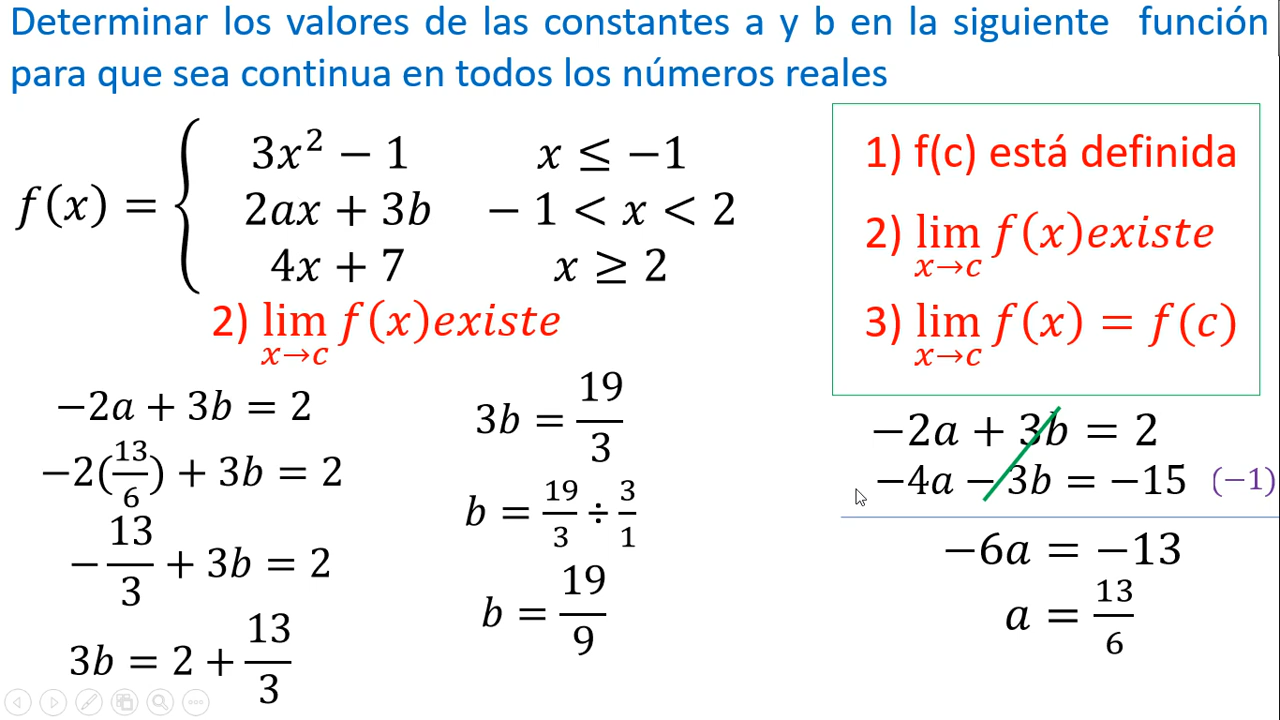 Determinar los valores de las constantes a y b en la siguiente función
para que sea continua en todos los números reales
f(x) = { 3x² − 1 x ≤ −1
2ax + 3b − 1 < x < 2
4x + 7 x ≥ 2
1) f(c) está definida
2) lim x→c f(x)existe
3) lim x→c f(x) = f(c)
2) lim x→c f(x)existe
−2a + 3b = 2
−2(13/6) + 3b = 2
−13/3 + 3b = 2
3b = 2 + 13/3
3b = 19/3
b = 19/3 ÷ 3/1
b = 19/9
−2a + 3b = 2
−4a − 3b = −15 (−1)
−6a = −13
a = 13/6